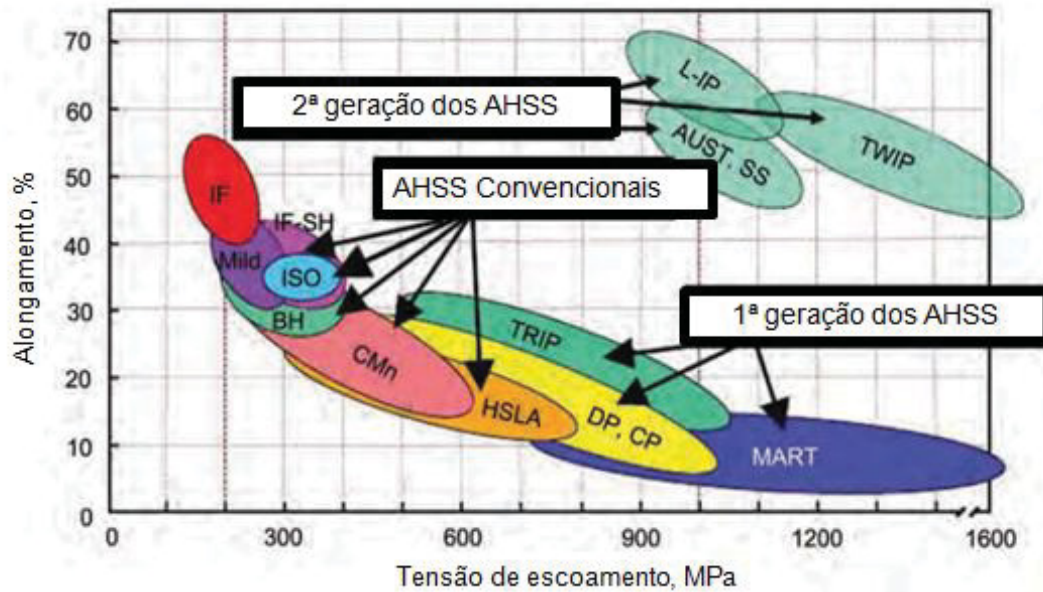 Alongamento, %
70
60
50
40
30
20
10
0
2ª geração dos AHSS
L-IP
AUST, SS
TWIP
AHSS Convencionais
IF
IF-SH
Mild
ISO
BH
1ª geração dos AHSS
TRIP
CMn
HSLA
DP, CP
MART
0
300
600
900
1200
1600
Tensão de escoamento, MPa